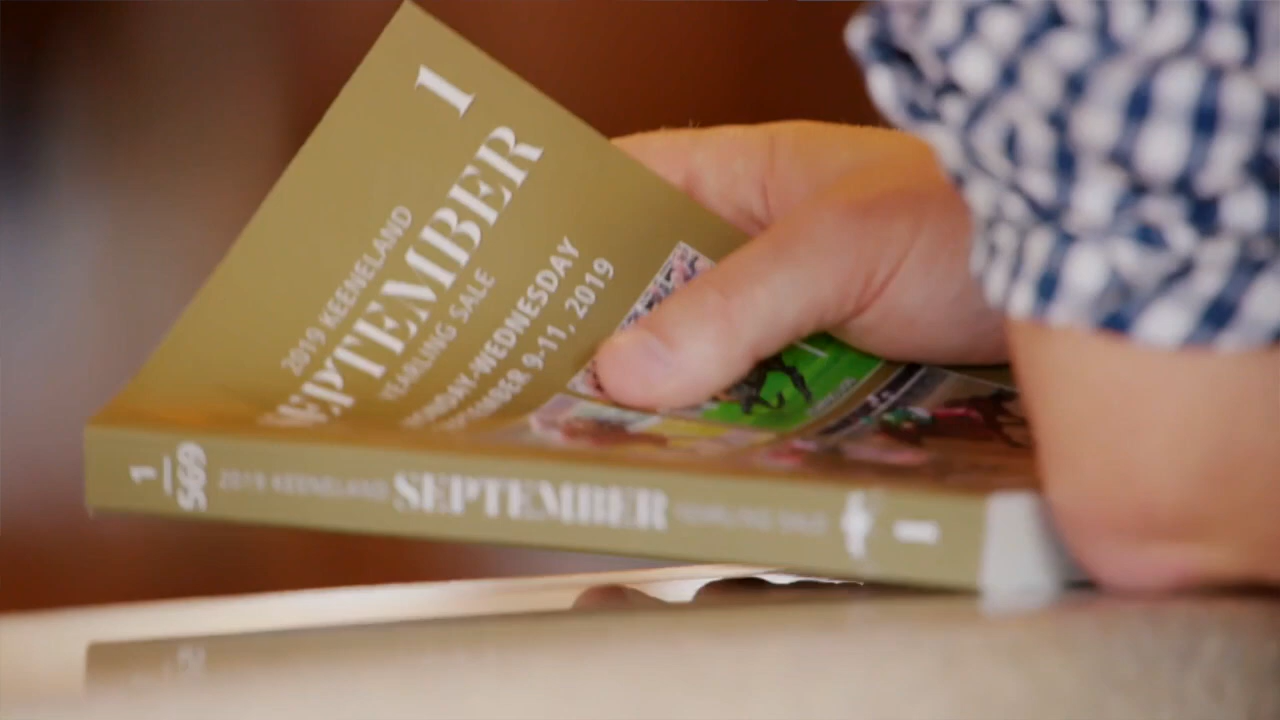 1
2019 KEENELAND
SEPTEMBER
YEARLING SALE
MONDAY-WEDNESDAY
SEPTEMBER 9-11, 2019
1
569
2019 KEENELAND SEPTEMBER YEARLING SALE 1